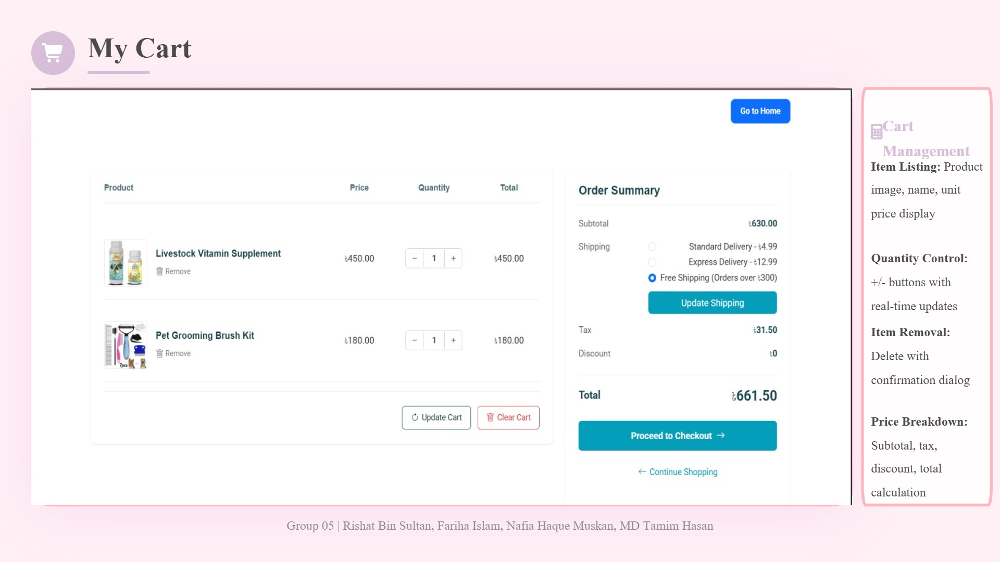 My Cart
Go to Home
Product Price Quantity Total
Livestock Vitamin Supplement
Remove
৳450.00 − 1 + ৳450.00
Pet Grooming Brush Kit
Remove
৳180.00 − 1 + ৳180.00
7pcs
Update Cart Clear Cart
Order Summary
Subtotal ৳630.00
Shipping Standard Delivery - ৳4.99
Express Delivery - ৳12.99
Free Shipping (Orders over ৳300)
Update Shipping
Tax ৳31.50
Discount ৳0
Total ৳661.50
Proceed to Checkout →
← Continue Shopping
Cart
Management
Item Listing: Product
image, name, unit
price display
Quantity Control:
+/- buttons with
real-time updates
Item Removal:
Delete with
confirmation dialog
Price Breakdown:
Subtotal, tax,
discount, total
calculation
Group 05 | Rishat Bin Sultan, Fariha Islam, Nafia Haque Muskan, MD Tamim Hasan